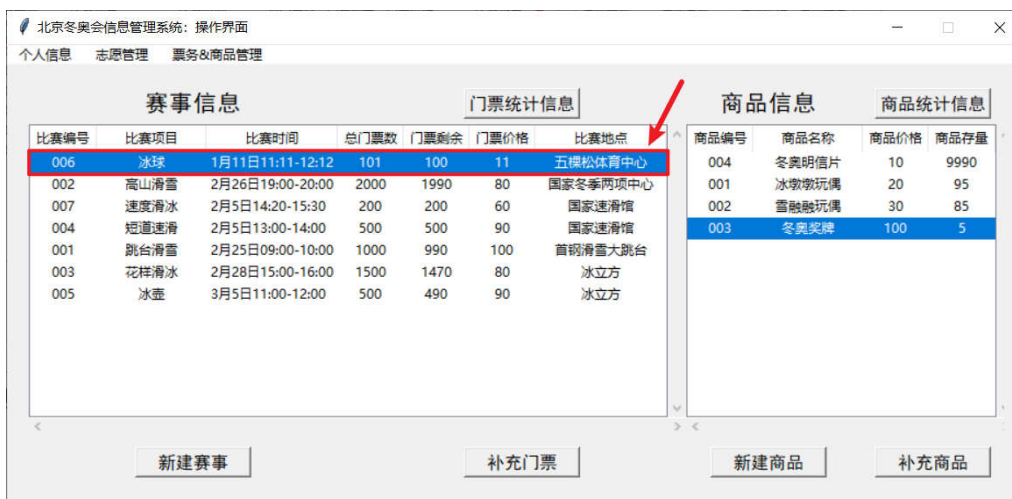 北京冬奥会信息管理系统：操作界面
个人信息 志愿管理 票务&商品管理
赛事信息 门票统计信息
比赛编号 比赛项目 比赛时间 总门票数 门票剩余 门票价格 比赛地点
006 冰球 1月11日11:11-12:12 101 100 11 五棵松体育中心
002 高山滑雪 2月26日19:00-20:00 2000 1990 80 国家冬季两项中心
007 速度滑冰 2月5日14:20-15:30 200 200 60 国家速滑馆
004 短道速滑 2月5日13:00-14:00 500 500 90 国家速滑馆
001 跳台滑雪 2月25日09:00-10:00 1000 990 100 首钢滑雪大跳台
003 花样滑冰 2月28日15:00-16:00 1500 1470 80 冰立方
005 冰壶 3月5日11:00-12:00 500 490 90 冰立方
新建赛事 补充门票
商品信息 商品统计信息
商品编号 商品名称 商品价格 商品存量
004 冬奥明信片 10 9990
001 冰墩墩玩偶 20 95
002 雪融融玩偶 30 85
003 冬奥奖牌 100 5
新建商品 补充商品